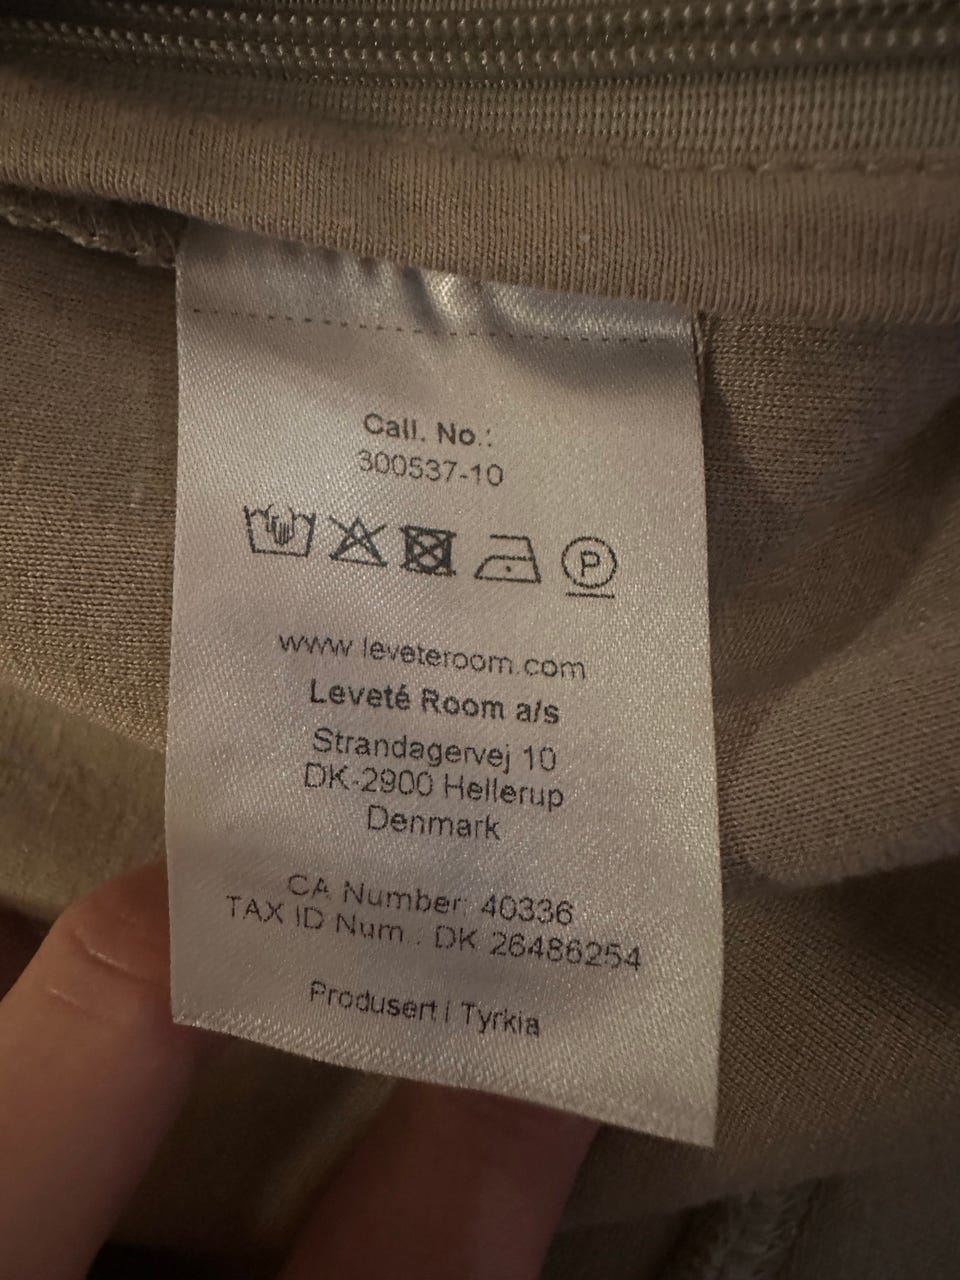 Call. No.:
300537-10
P
www.leveteroom.com
Leveté Room a/s
Strandagervej 10
DK-2900 Hellerup
Denmark
CA Number: 40336
TAX ID Num.: DK 26486254
Produsert i Tyrkia